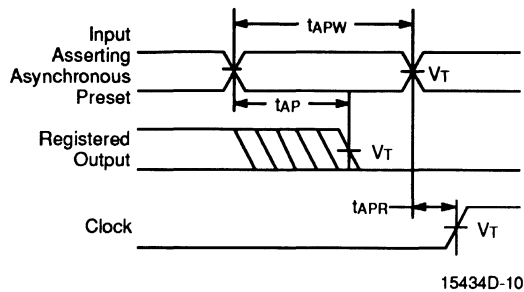 tAPW
Input
Asserting
Asynchronous
Preset
VT
tAP
Registered
Output
VT
tAPR
Clock
VT
15434D-10